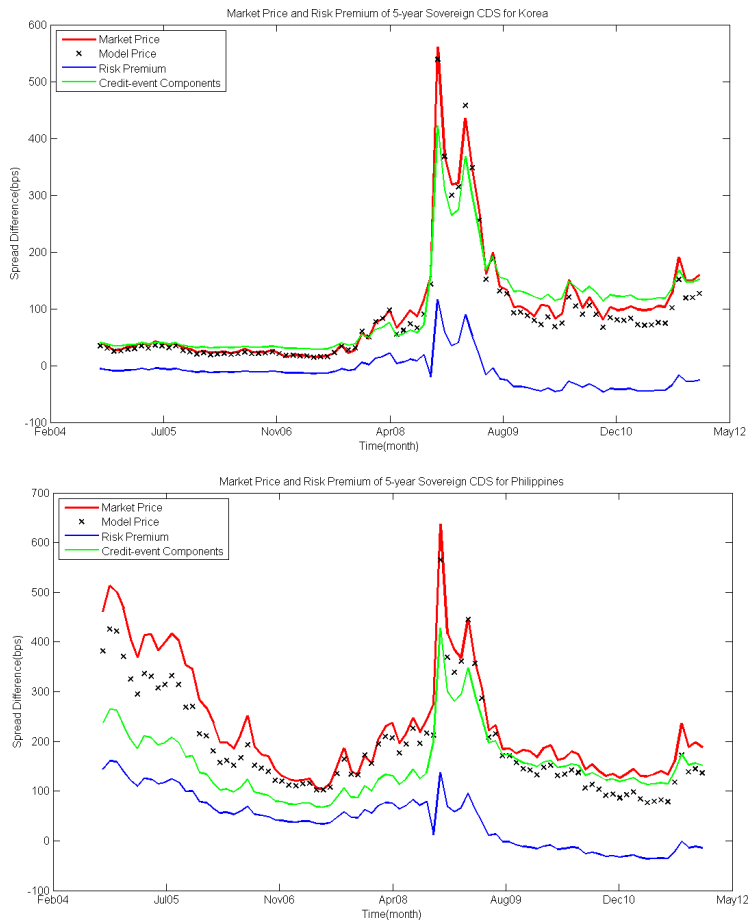 Market Price and Risk Premium of 5-year Sovereign CDS for Korea
600
500
400
300
200
100
0
-100
Spread Difference(bps)
Market Price
Model Price
Risk Premium
Credit-event Components
Feb04 Jul05 Nov06 Apr08 Aug09 Dec10 May12
Time(month)
Market Price and Risk Premium of 5-year Sovereign CDS for Philippines
700
600
500
400
300
200
100
0
-100
Spread Difference(bps)
Market Price
Model Price
Risk Premium
Credit-event Components
Feb04 Jul05 Nov06 Apr08 Aug09 Dec10 May12
Time(month)